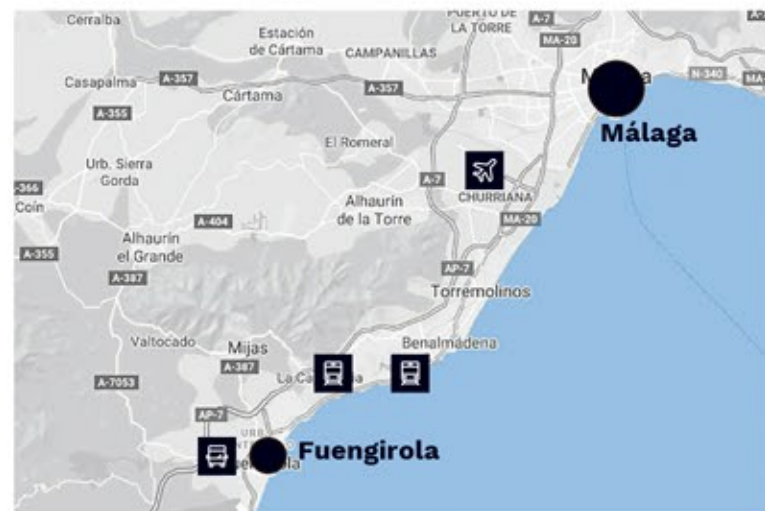 Cerralba
PUERTO DE
LA TORRE
A-7
MA-20
Estación
de Cártama
CAMPANILLAS
Casapalma
A-357
A-357
N-340
MA-20
Cártama
Málaga
A-355
El Romeral
Urb. Sierra
Gorda
A-7
CHURRIANA
Coín
A-404
Alhaurín
de la Torre
MA-20
Alhaurín
el Grande
A-355
A-387
AP-7
Torremolinos
Valtocado
Mijas
Benalmádena
A-387
A-7053
AP-7
Fuengirola